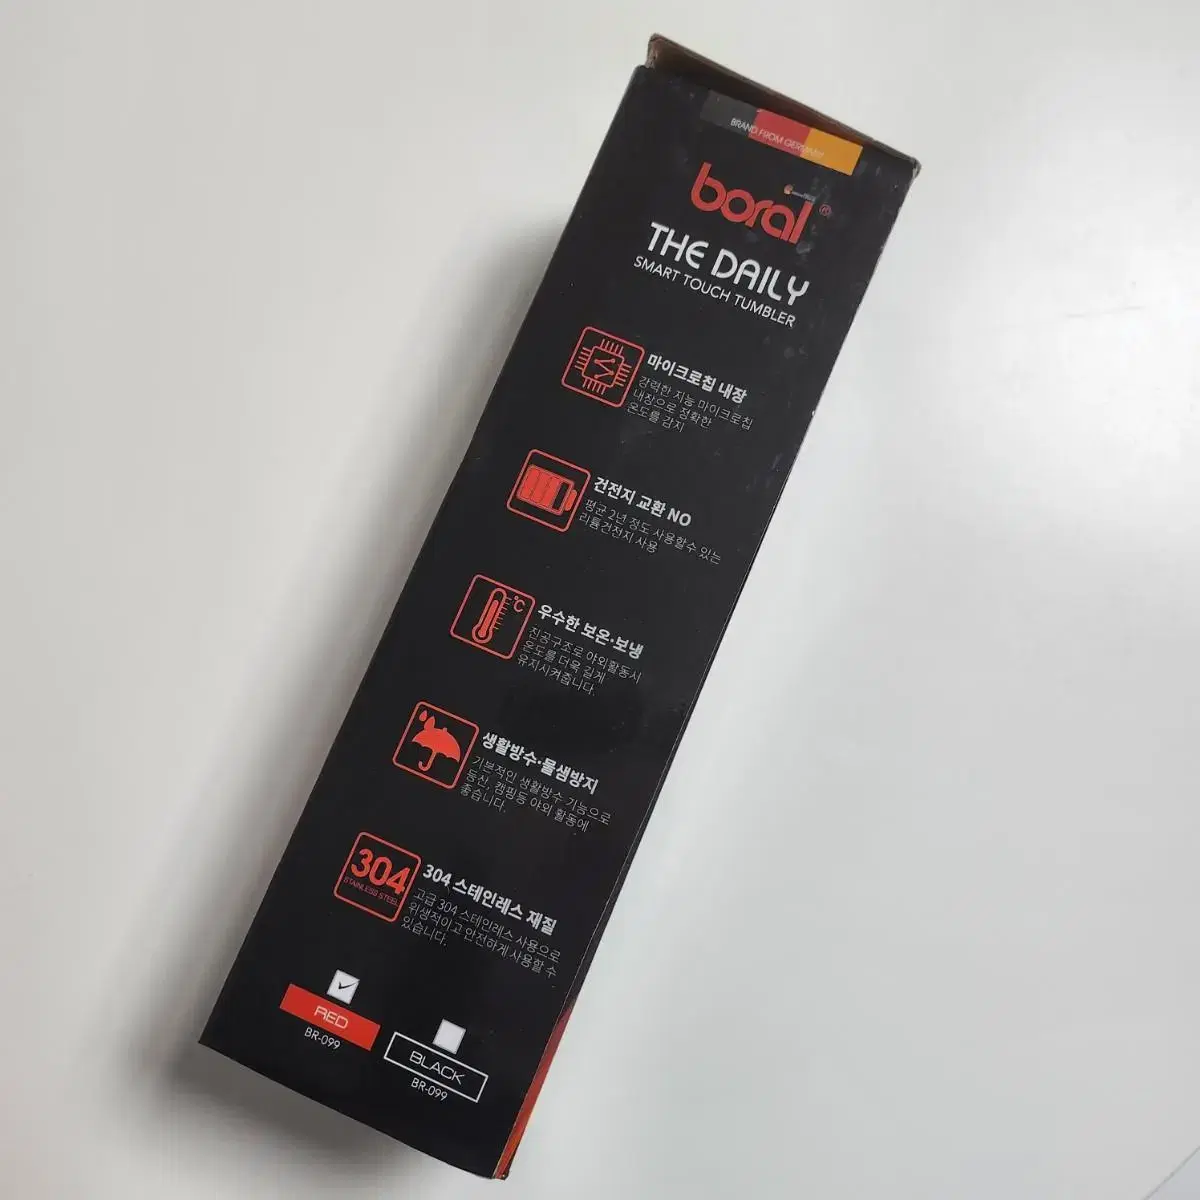 BRAND FROM GERMANY
boral®
THE DAILY
SMART TOUCH TUMBLER
마이크로칩 내장
강력한 지능 마이크로칩
내장으로 정확한
온도를 감지
건전지 교환 NO
평균 2년 정도 사용할수 있는
리튬건전지 사용
℃
우수한 보온·보냉
진공구조로 야외활동시
온도를 더욱 길게
유지시켜줍니다.
생활방수·물샘방지
기본적인 생활방수 기능으로
등산, 캠핑등 야외 활동에
좋습니다.
304
STAINLESS STEEL
304 스테인레스 재질
고급 304 스테인레스 사용으로
위생적이고 안전하게 사용할 수
있습니다.
RED
BR-099
BLACK
BR-099